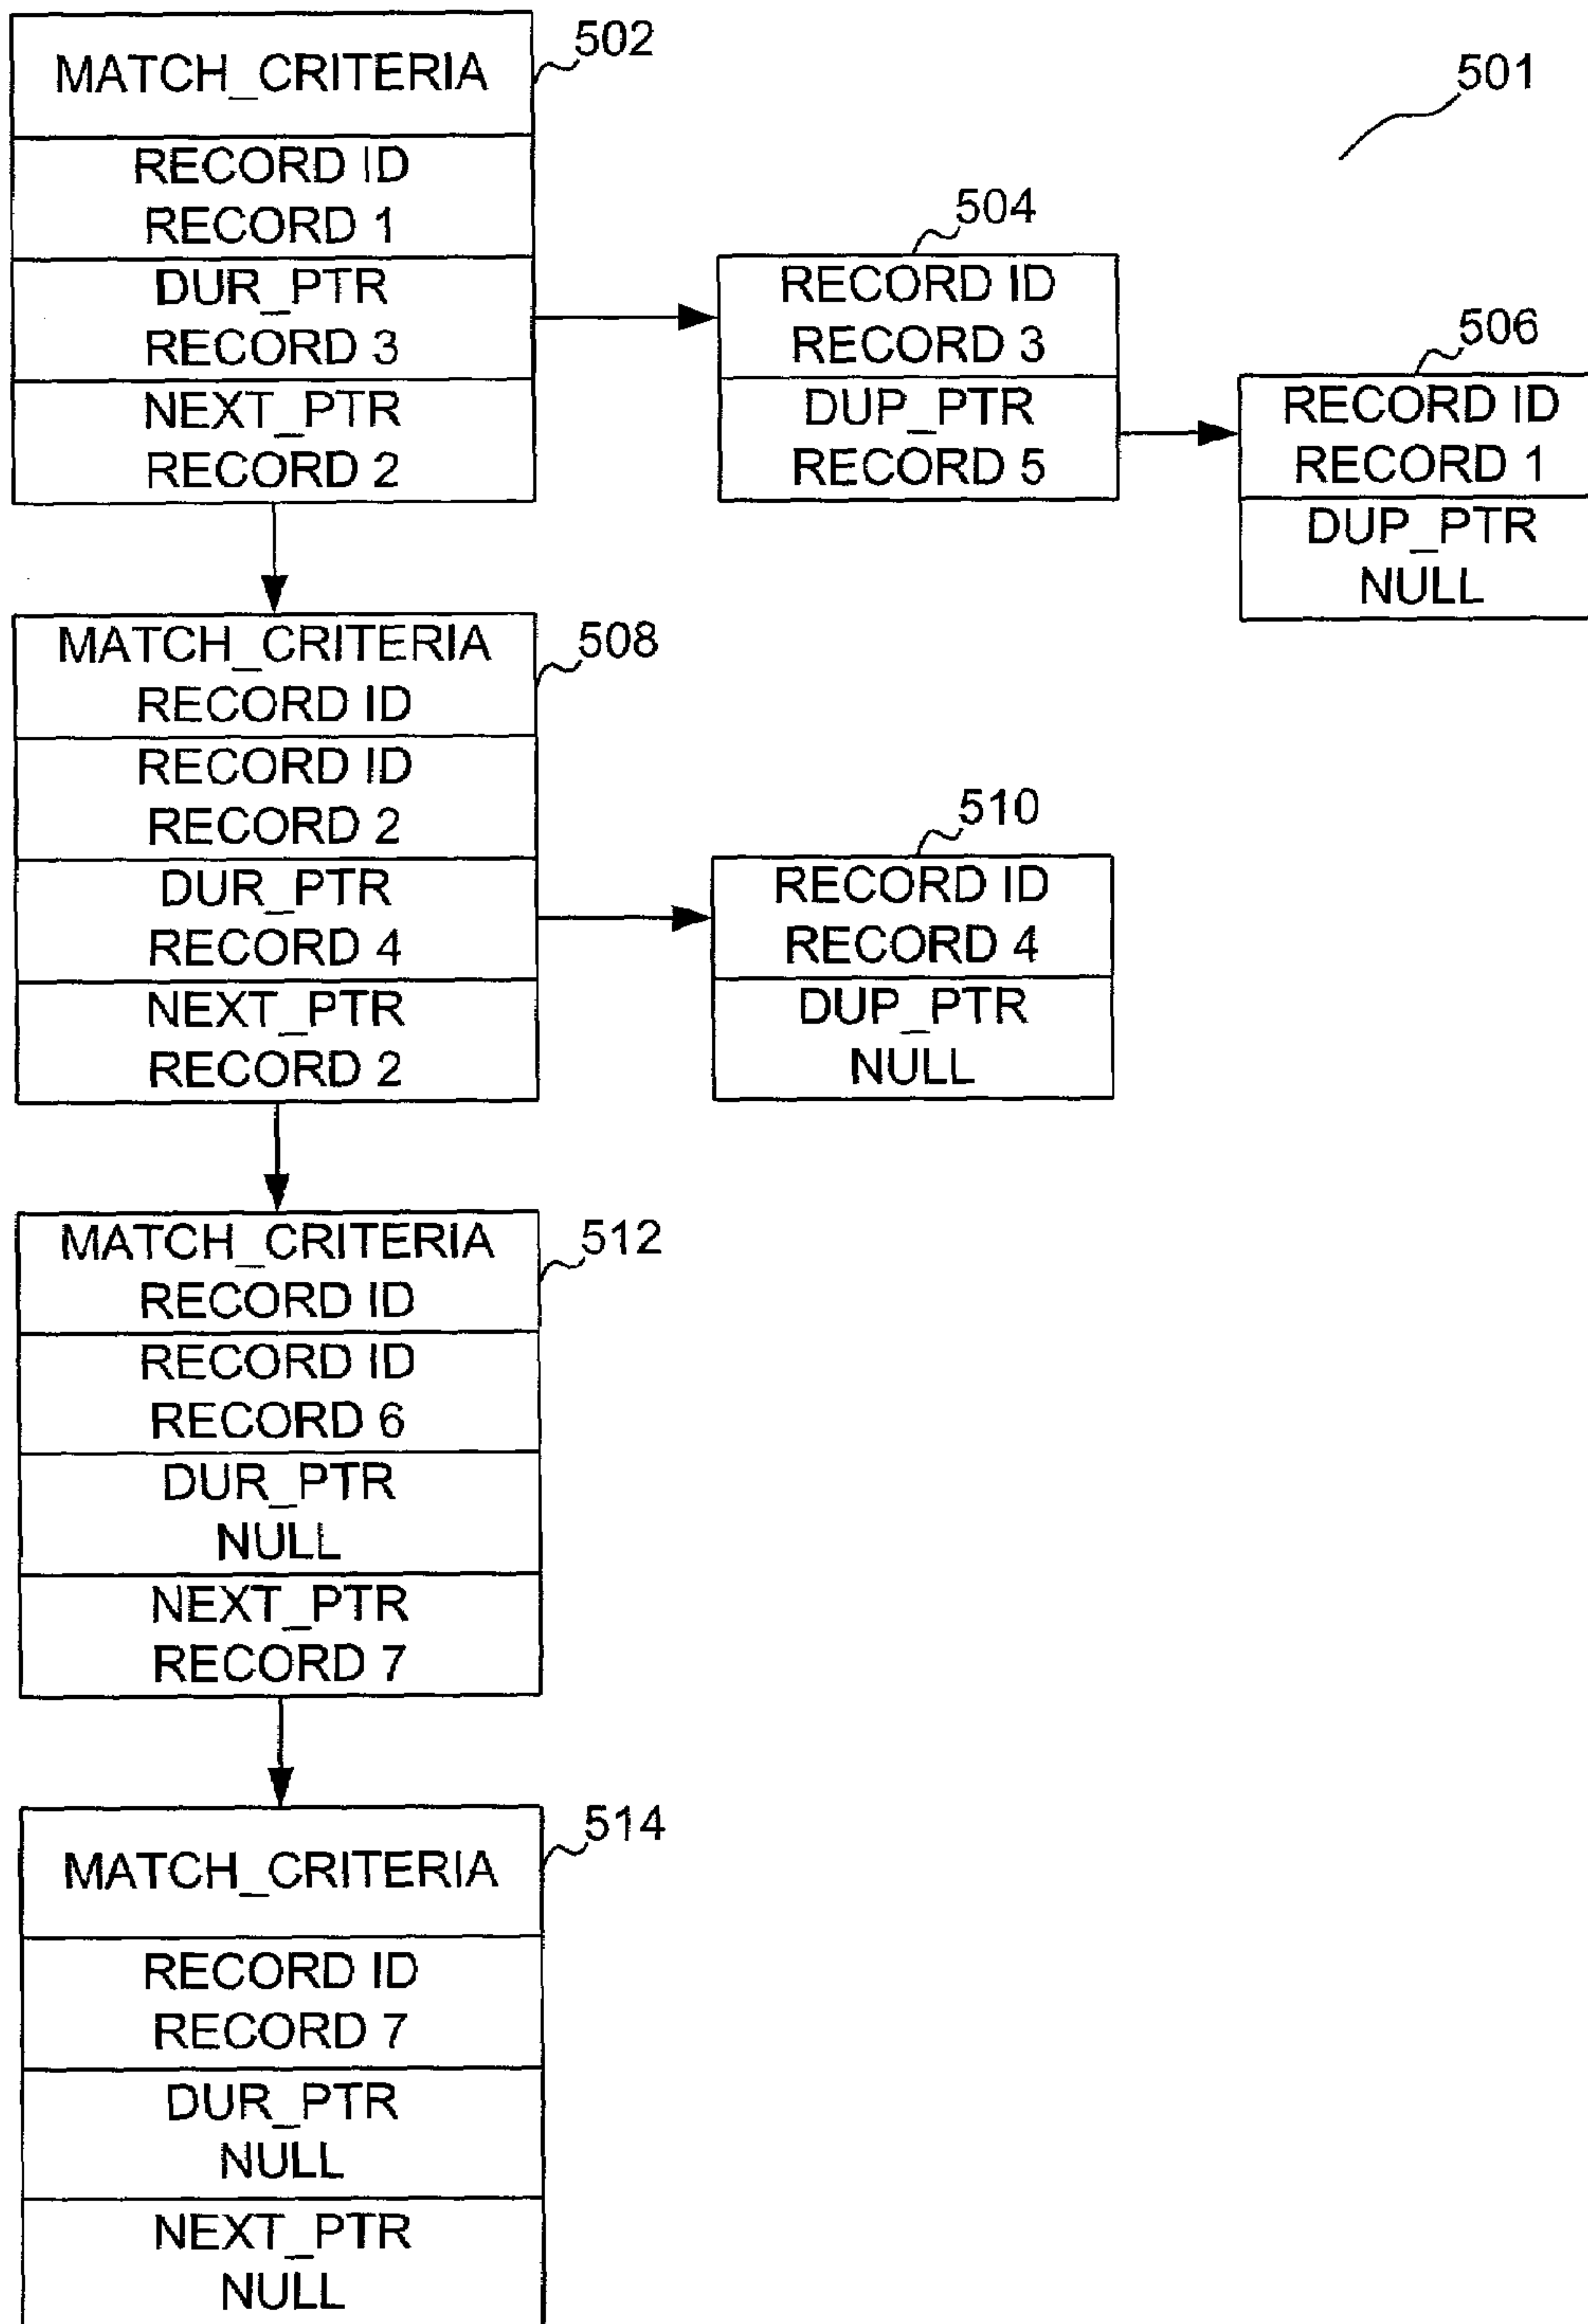 MATCH_CRITERIA
502
RECORD ID
RECORD 1
DUR_PTR
RECORD 3
NEXT_PTR
RECORD 2
501
504
RECORD ID
RECORD 3
DUP_PTR
RECORD 5
506
RECORD ID
RECORD 1
DUP_PTR
NULL
MATCH_CRITERIA
RECORD ID
508
RECORD ID
RECORD 2
DUR_PTR
RECORD 4
NEXT_PTR
RECORD 2
510
RECORD ID
RECORD 4
DUP_PTR
NULL
MATCH_CRITERIA
RECORD ID
512
RECORD ID
RECORD 6
DUR_PTR
NULL
NEXT_PTR
RECORD 7
MATCH_CRITERIA
514
RECORD ID
RECORD 7
DUR_PTR
NULL
NEXT_PTR
NULL